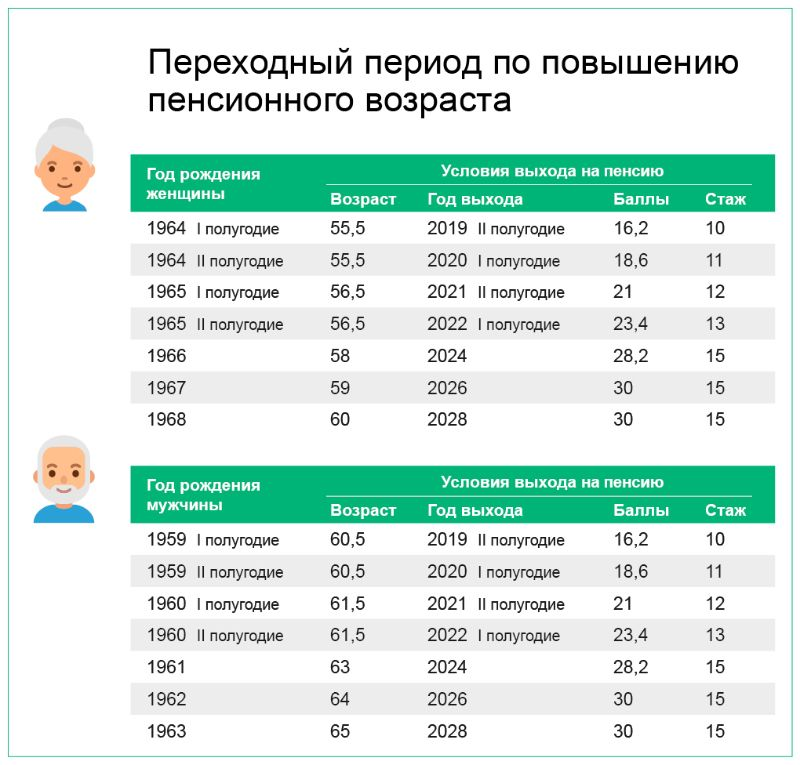 Переходный период по повышению
пенсионного возраста
Год рождения
женщины
Условия выхода на пенсию
Возраст Год выхода Баллы Стаж
1964 I полугодие 55,5 2019 II полугодие 16,2 10
1964 II полугодие 55,5 2020 I полугодие 18,6 11
1965 I полугодие 56,5 2021 II полугодие 21 12
1965 II полугодие 56,5 2022 I полугодие 23,4 13
1966 58 2024 28,2 15
1967 59 2026 30 15
1968 60 2028 30 15
Год рождения
мужчины
Условия выхода на пенсию
Возраст Год выхода Баллы Стаж
1959 I полугодие 60,5 2019 II полугодие 16,2 10
1959 II полугодие 60,5 2020 I полугодие 18,6 11
1960 I полугодие 61,5 2021 II полугодие 21 12
1960 II полугодие 61,5 2022 I полугодие 23,4 13
1961 63 2024 28,2 15
1962 64 2026 30 15
1963 65 2028 30 15